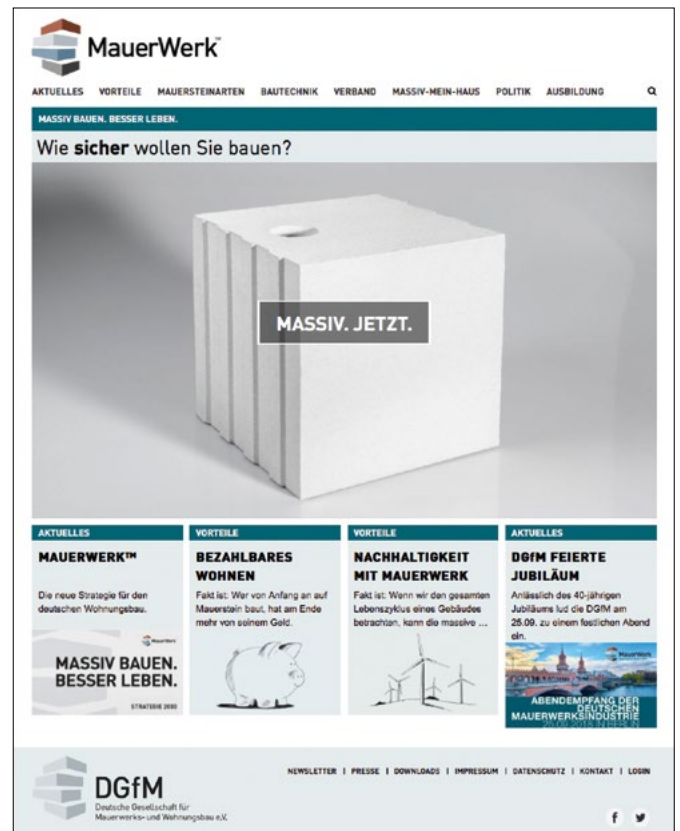 MauerWerk™
AKTUELLES VORTEILE MAUERSTEINARTEN BAUTECHNIK VERBAND MASSIV-MEIN-HAUS POLITIK AUSBILDUNG
MASSIV BAUEN. BESSER LEBEN.
Wie sicher wollen Sie bauen?
MASSIV. JETZT.
AKTUELLES
MAUERWERK™
Die neue Strategie für den
deutschen Wohnungsbau.
MauerWerk
MASSIV BAUEN.
BESSER LEBEN.
STRATEGIE 2030
VORTEILE
BEZAHLBARES
WOHNEN
Fakt ist: Wer von Anfang an auf
Mauerstein baut, hat am Ende
mehr von seinem Geld.
VORTEILE
NACHHALTIGKEIT
MIT MAUERWERK
Fakt ist: Wenn wir den gesamten
Lebenszyklus eines Gebäudes
betrachten, kann die massive ...
AKTUELLES
DGfM FEIERTE
JUBILÄUM
Anlässlich des 40-jährigen
Jubiläums lud die DGfM am
25.09. zu einem festlichen Abend
ein.
MauerWerk
ABENDEMPFANG DER
DEUTSCHEN
MAUERWERKSINDUSTRIE
IN BERLIN
NEWSLETTER | PRESSE | DOWNLOADS | IMPRESSUM | DATENSCHUTZ | KONTAKT | LOGIN
DGfM
Deutsche Gesellschaft für
Mauerwerks- und Wohnungsbau e.V.